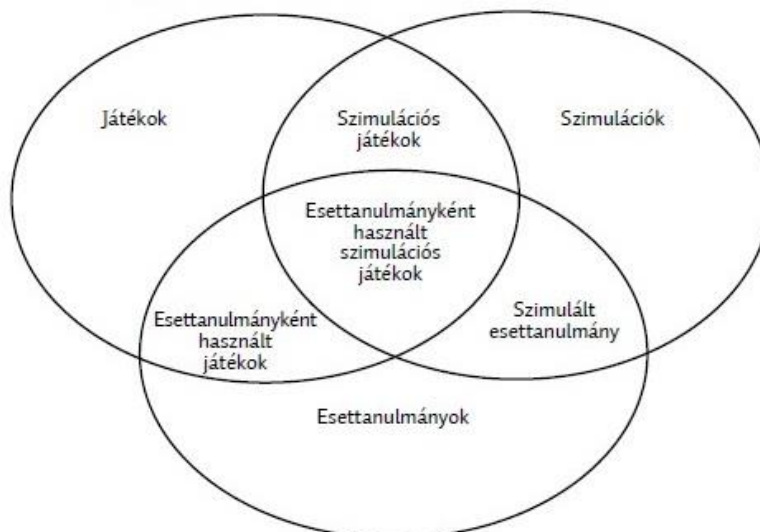 Játékok
Szimulációs
játékok
Szimulációk
Esettanulmányként
használt
szimulációs
játékok
Esettanulmányként
használt
játékok
Szimulált
esettanulmány
Esettanulmányok